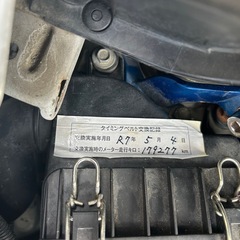 タイミングベルト交換記録
交換実施年月日 R7年 5月 4日
交換実施時のメーター走行キロ: 179277 km